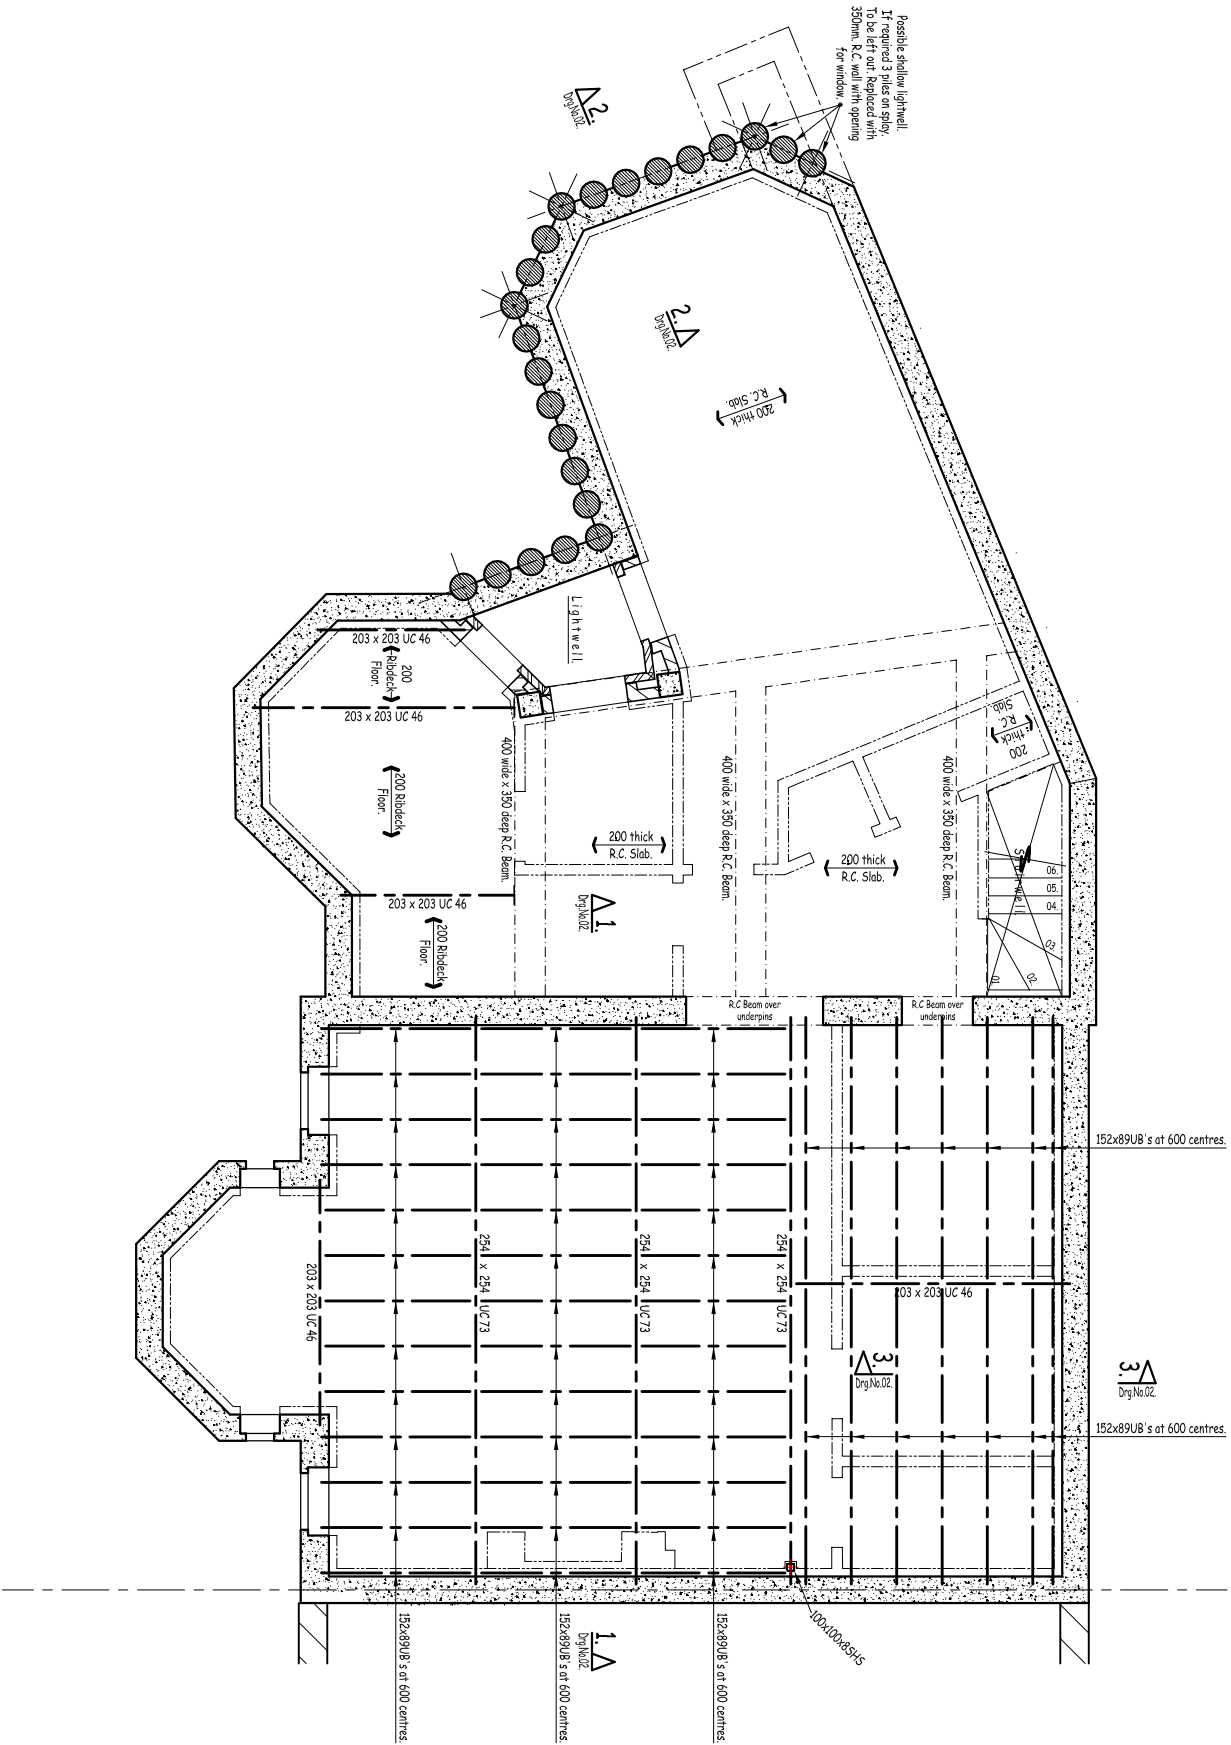 Possible shallow lightwell.
If required 3 piles on splay.
To be left out. Replaced with
350mm. R.C. wall with opening
for window.
2.
Drg.No.02.
2.
Drg.No.02.
200 thick
R.C. Slab.
Lightwell.
203 x 203 UC 46
200
Ribdeck
Floor.
203 x 203 UC 46
200 Ribdeck
Floor.
203 x 203 UC 46
200 Ribdeck
Floor.
400 wide x 350 deep R.C. Beam.
200 thick
R.C. Slab.
1.
Drg.No.02.
400 wide x 350 deep R.C. Beam.
200 thick
R.C. Slab.
400 wide x 350 deep R.C. Beam.
200
thick
R.C.
Slab.
06.
05.
04.
03.
02.
01.
R.C Beam over
underpins
R.C Beam over
underpins
152x89UB's at 600 centres.
254 x 254 UC 73
254 x 254 UC 73
254 x 254 UC 73
203 x 203 UC 46
203 x 203 UC 46
3.
Drg.No.02.
3.
Drg.No.02.
152x89UB's at 600 centres.
100x100x8SHS
152x89UB's at 600 centres.
152x89UB's at 600 centres.
1.
Drg.No.02.
152x89UB's at 600 centres.